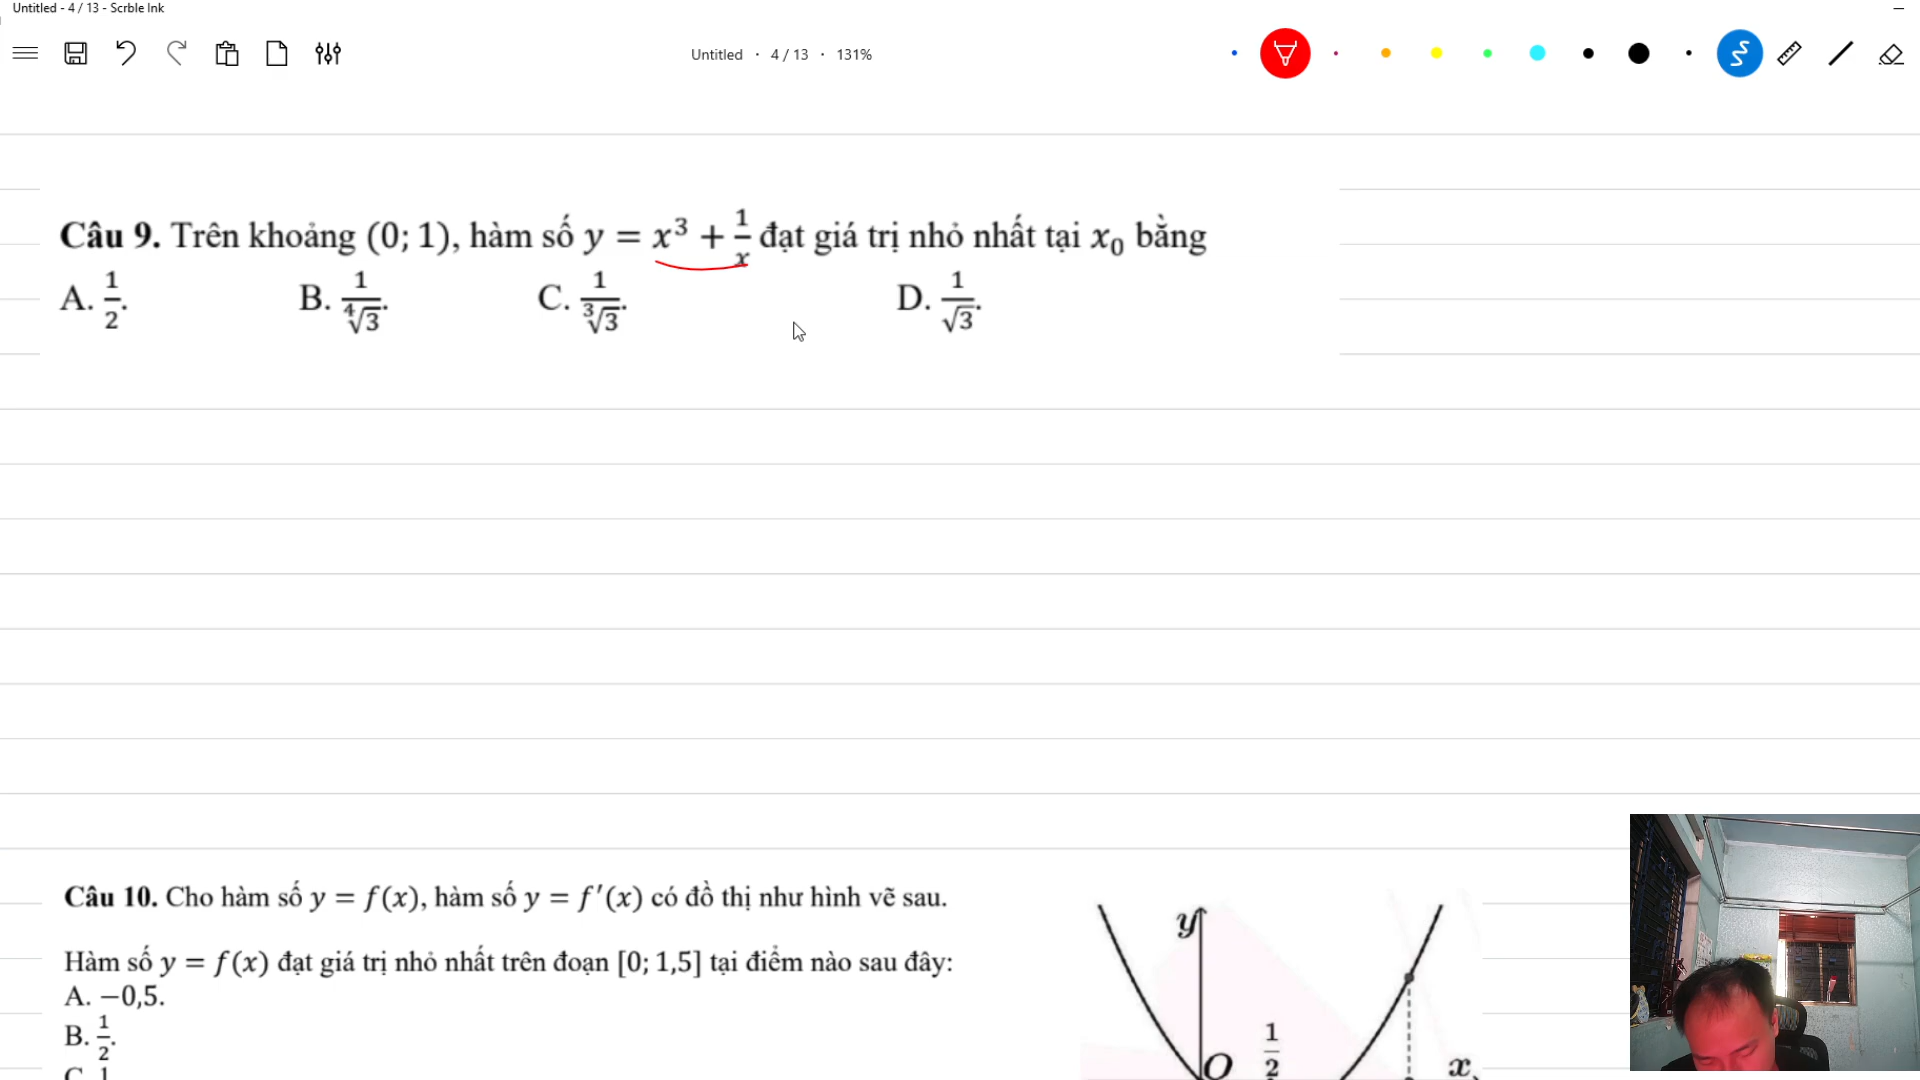 Untitled - 4 / 13 - Scrble Ink
Untitled · 4 / 13 · 131%
Câu 9. Trên khoảng (0; 1), hàm số y = x³ + 1/x đạt giá trị nhỏ nhất tại x₀ bằng
A. 1/2. B. 1/∜3. C. 1/∛3. D. 1/√3.
Câu 10. Cho hàm số y = f(x), hàm số y = f′(x) có đồ thị như hình vẽ sau.
Hàm số y = f(x) đạt giá trị nhỏ nhất trên đoạn [0; 1,5] tại điểm nào sau đây:
A. −0,5.
B. 1/2.
C. 1
y
O 1/2 x